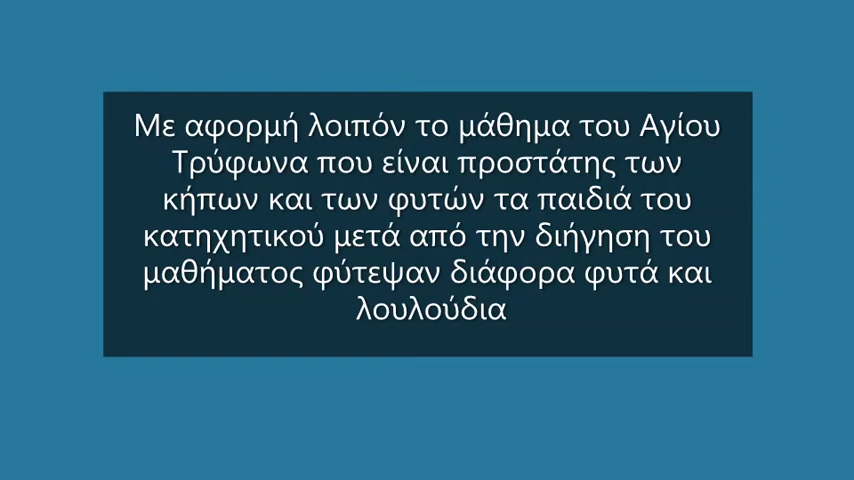 Με αφορμή λοιπόν το μάθημα του Αγίου
Τρύφωνα που είναι προστάτης των
κήπων και των φυτών τα παιδιά του
κατηχητικού μετά από την διήγηση του
μαθήματος φύτεψαν διάφορα φυτά και
λουλούδια